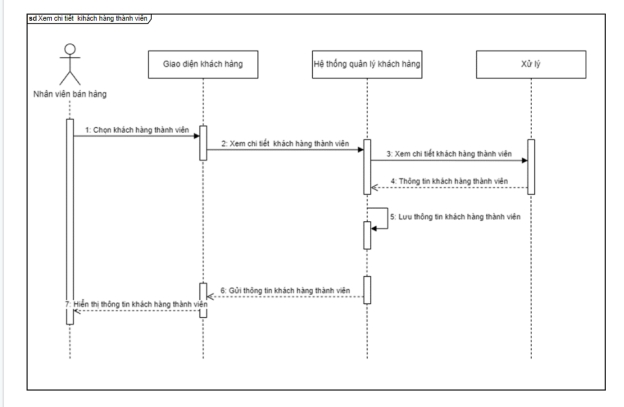 sd Xem chi tiết khách hàng thành viên
Giao diện khách hàng
Hệ thống quản lý khách hàng
Xử lý
Nhân viên bán hàng
1: Chọn khách hàng thành viên
2: Xem chi tiết khách hàng thành viên
3: Xem chi tiết khách hàng thành viên
4: Thông tin khách hàng thành viên
5: Lưu thông tin khách hàng thành viên
6: Gửi thông tin khách hàng thành viên
7: Hiển thị thông tin khách hàng thành viên